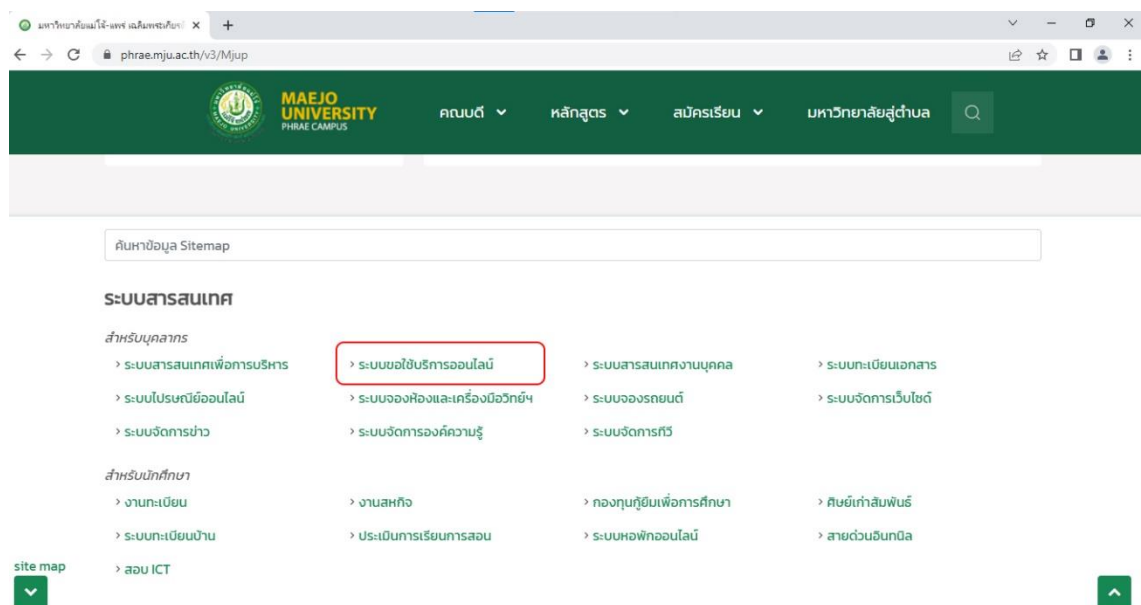 มหาวิทยาลัยแม่โจ้-แพร่ เฉลิมพระเกียรติ
phrae.mju.ac.th/v3/Mjup
MAEJO
UNIVERSITY
PHRAE CAMPUS
คณบดี หลักสูตร สมัครเรียน มหาวิทยาลัยสู่ตำบล
ค้นหาข้อมูล Sitemap
ระบบสารสนเทศ
สำหรับบุคลากร
> ระบบสารสนเทศเพื่อการบริหาร > ระบบขอใช้บริการออนไลน์ > ระบบสารสนเทศงานบุคคล > ระบบทะเบียนเอกสาร
> ระบบไปรษณีย์ออนไลน์ > ระบบจองห้องและเครื่องมือวิทย์ฯ > ระบบจองรถยนต์ > ระบบจัดการเว็บไซต์
> ระบบจัดการข่าว > ระบบจัดการองค์ความรู้ > ระบบจัดการทีวี
สำหรับนักศึกษา
> งานทะเบียน > งานสหกิจ > กองทุนกู้ยืมเพื่อการศึกษา > ศิษย์เก่าสัมพันธ์
> ระบบทะเบียนบ้าน > ประเมินการเรียนการสอน > ระบบหอพักออนไลน์ > สายด่วนอินทนิล
site map > สอบ ICT